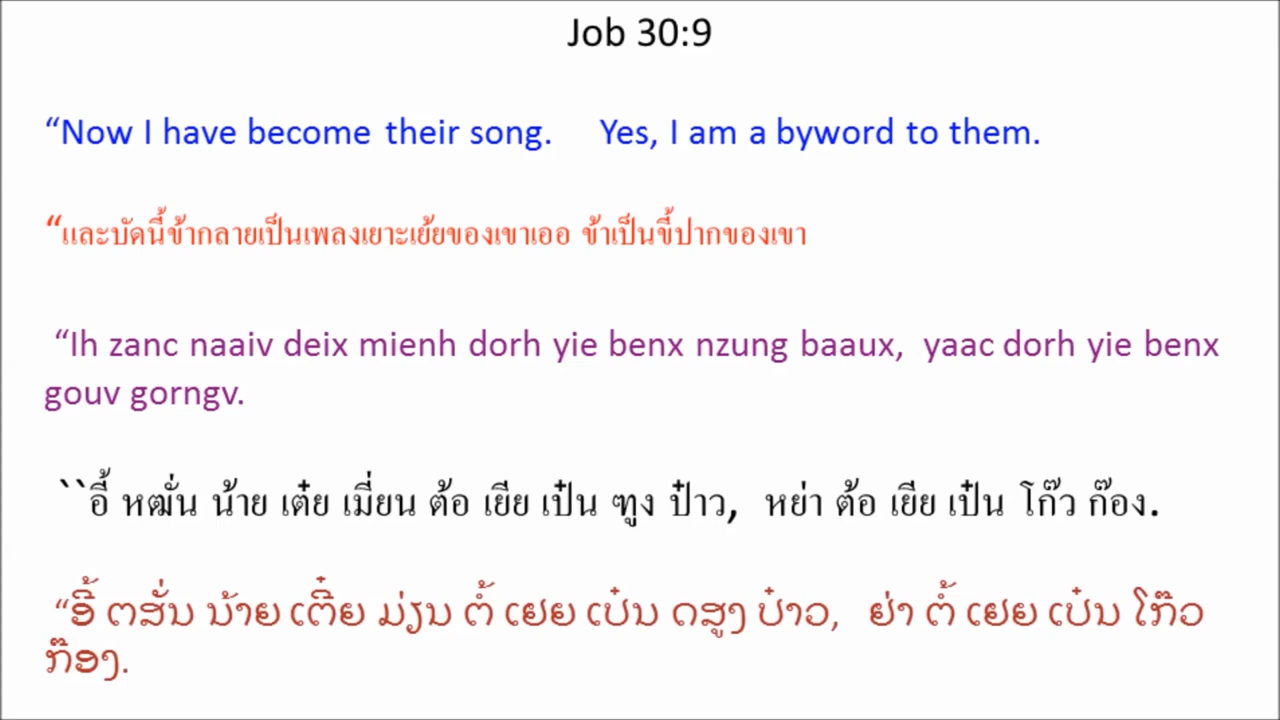 Job 30:9
“Now I have become their song. Yes, I am a byword to them.
“และบัดนี้ข้ากลายเป็นเพลงเยาะเย้ยของเขาเออ ข้าเป็นขี้ปากของเขา
“Ih zanc naaiv deix mienh dorh yie benx nzung baaux, yaac dorh yie benx
gouv gorngv.
``อี้ หฒั่น น้าย เต๋ย เมี่ยน ต้อ เยีย เป๋น ฑูง ป๋าว, หย่า ต้อ เยีย เป๋น โก๊ว ก๊อง.
“ອີ້ ຕສັ່ນ ນ້າຍ ເຕີ໋ຍ ມ່ຽນ ຕໍ້ ເຢຍ ເປ໋ນ ດສູງ ປ໋າວ, ຢ່າ ຕໍ້ ເຢຍ ເປ໋ນ ໂກ໊ວ
ກ໊ອງ.